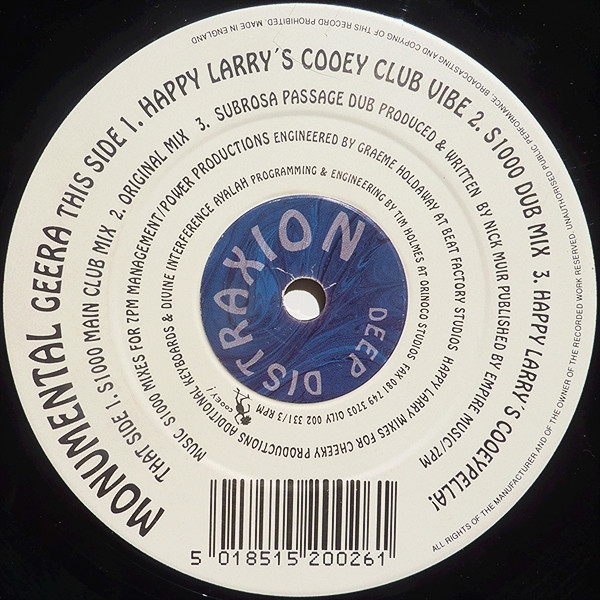 MONUMENTAL GEERA THIS SIDE 1. HAPPY LARRY'S COOEY CLUB VIBE 2. S1000 DUB MIX 3. HAPPY LARRY'S COOEYPELLA!
THAT SIDE 1. S1000 MAIN CLUB MIX 2. ORIGINAL MIX 3. SUBROSA PASSAGE DUB PRODUCED & WRITTEN BY NICK MUIR PUBLISHED BY EMPIRE MUSIC/7PM
MUSIC S1000 MIXES FOR 7PM MANAGEMENT/POWER PRODUCTIONS ENGINEERED BY GRAEME HOLDAWAY AT BEAT FACTORY STUDIOS HAPPY LARRY MIXES FOR CHEEKY PRODUCTIONS ADDITIONAL KEYBOARDS & DIVINE INTERFERENCE AYALAH PROGRAMMING & ENGINEERING BY TIM HOLMES AT ORINOCO STUDIOS FAX 081 749 3703 OILY 002 331/3 RPM
COOEY!
DEEP DISTRAXION
ALL RIGHTS OF THE MANUFACTURER AND OF THE OWNER OF THE RECORDED WORK RESERVED. UNAUTHORISED PUBLIC PERFORMANCE, BROADCASTING AND COPYING OF THIS RECORD PROHIBITED. MADE IN ENGLAND
5 018515 200261